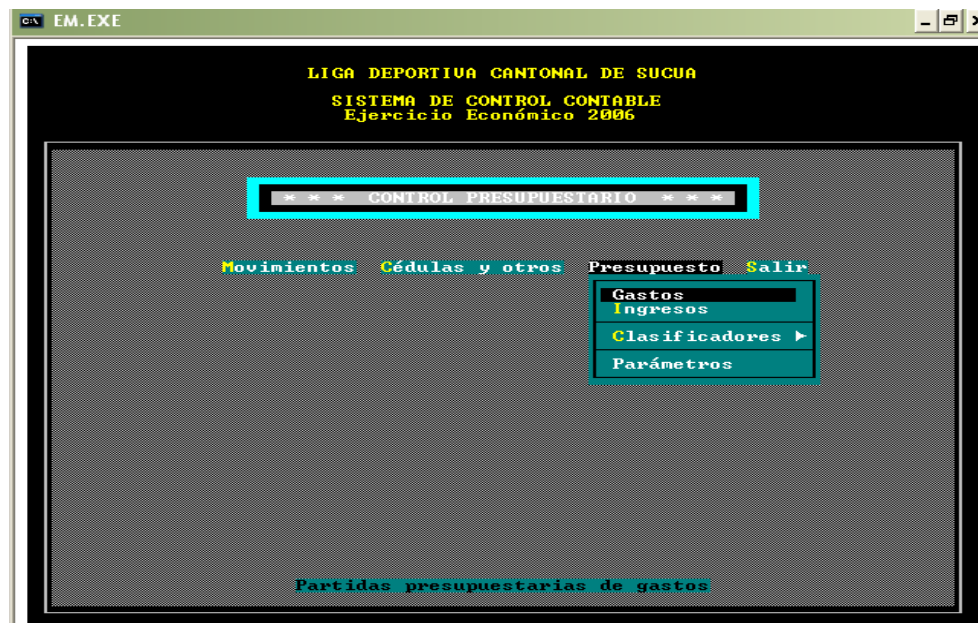 EM.EXE
LIGA DEPORTIVA CANTONAL DE SUCUA
SISTEMA DE CONTROL CONTABLE
Ejercicio Económico 2006
* * * CONTROL PRESUPUESTARIO * * *
Movimientos Cédulas y otros Presupuesto Salir
Gastos
Ingresos
Clasificadores
Parámetros
Partidas presupuestarias de gastos